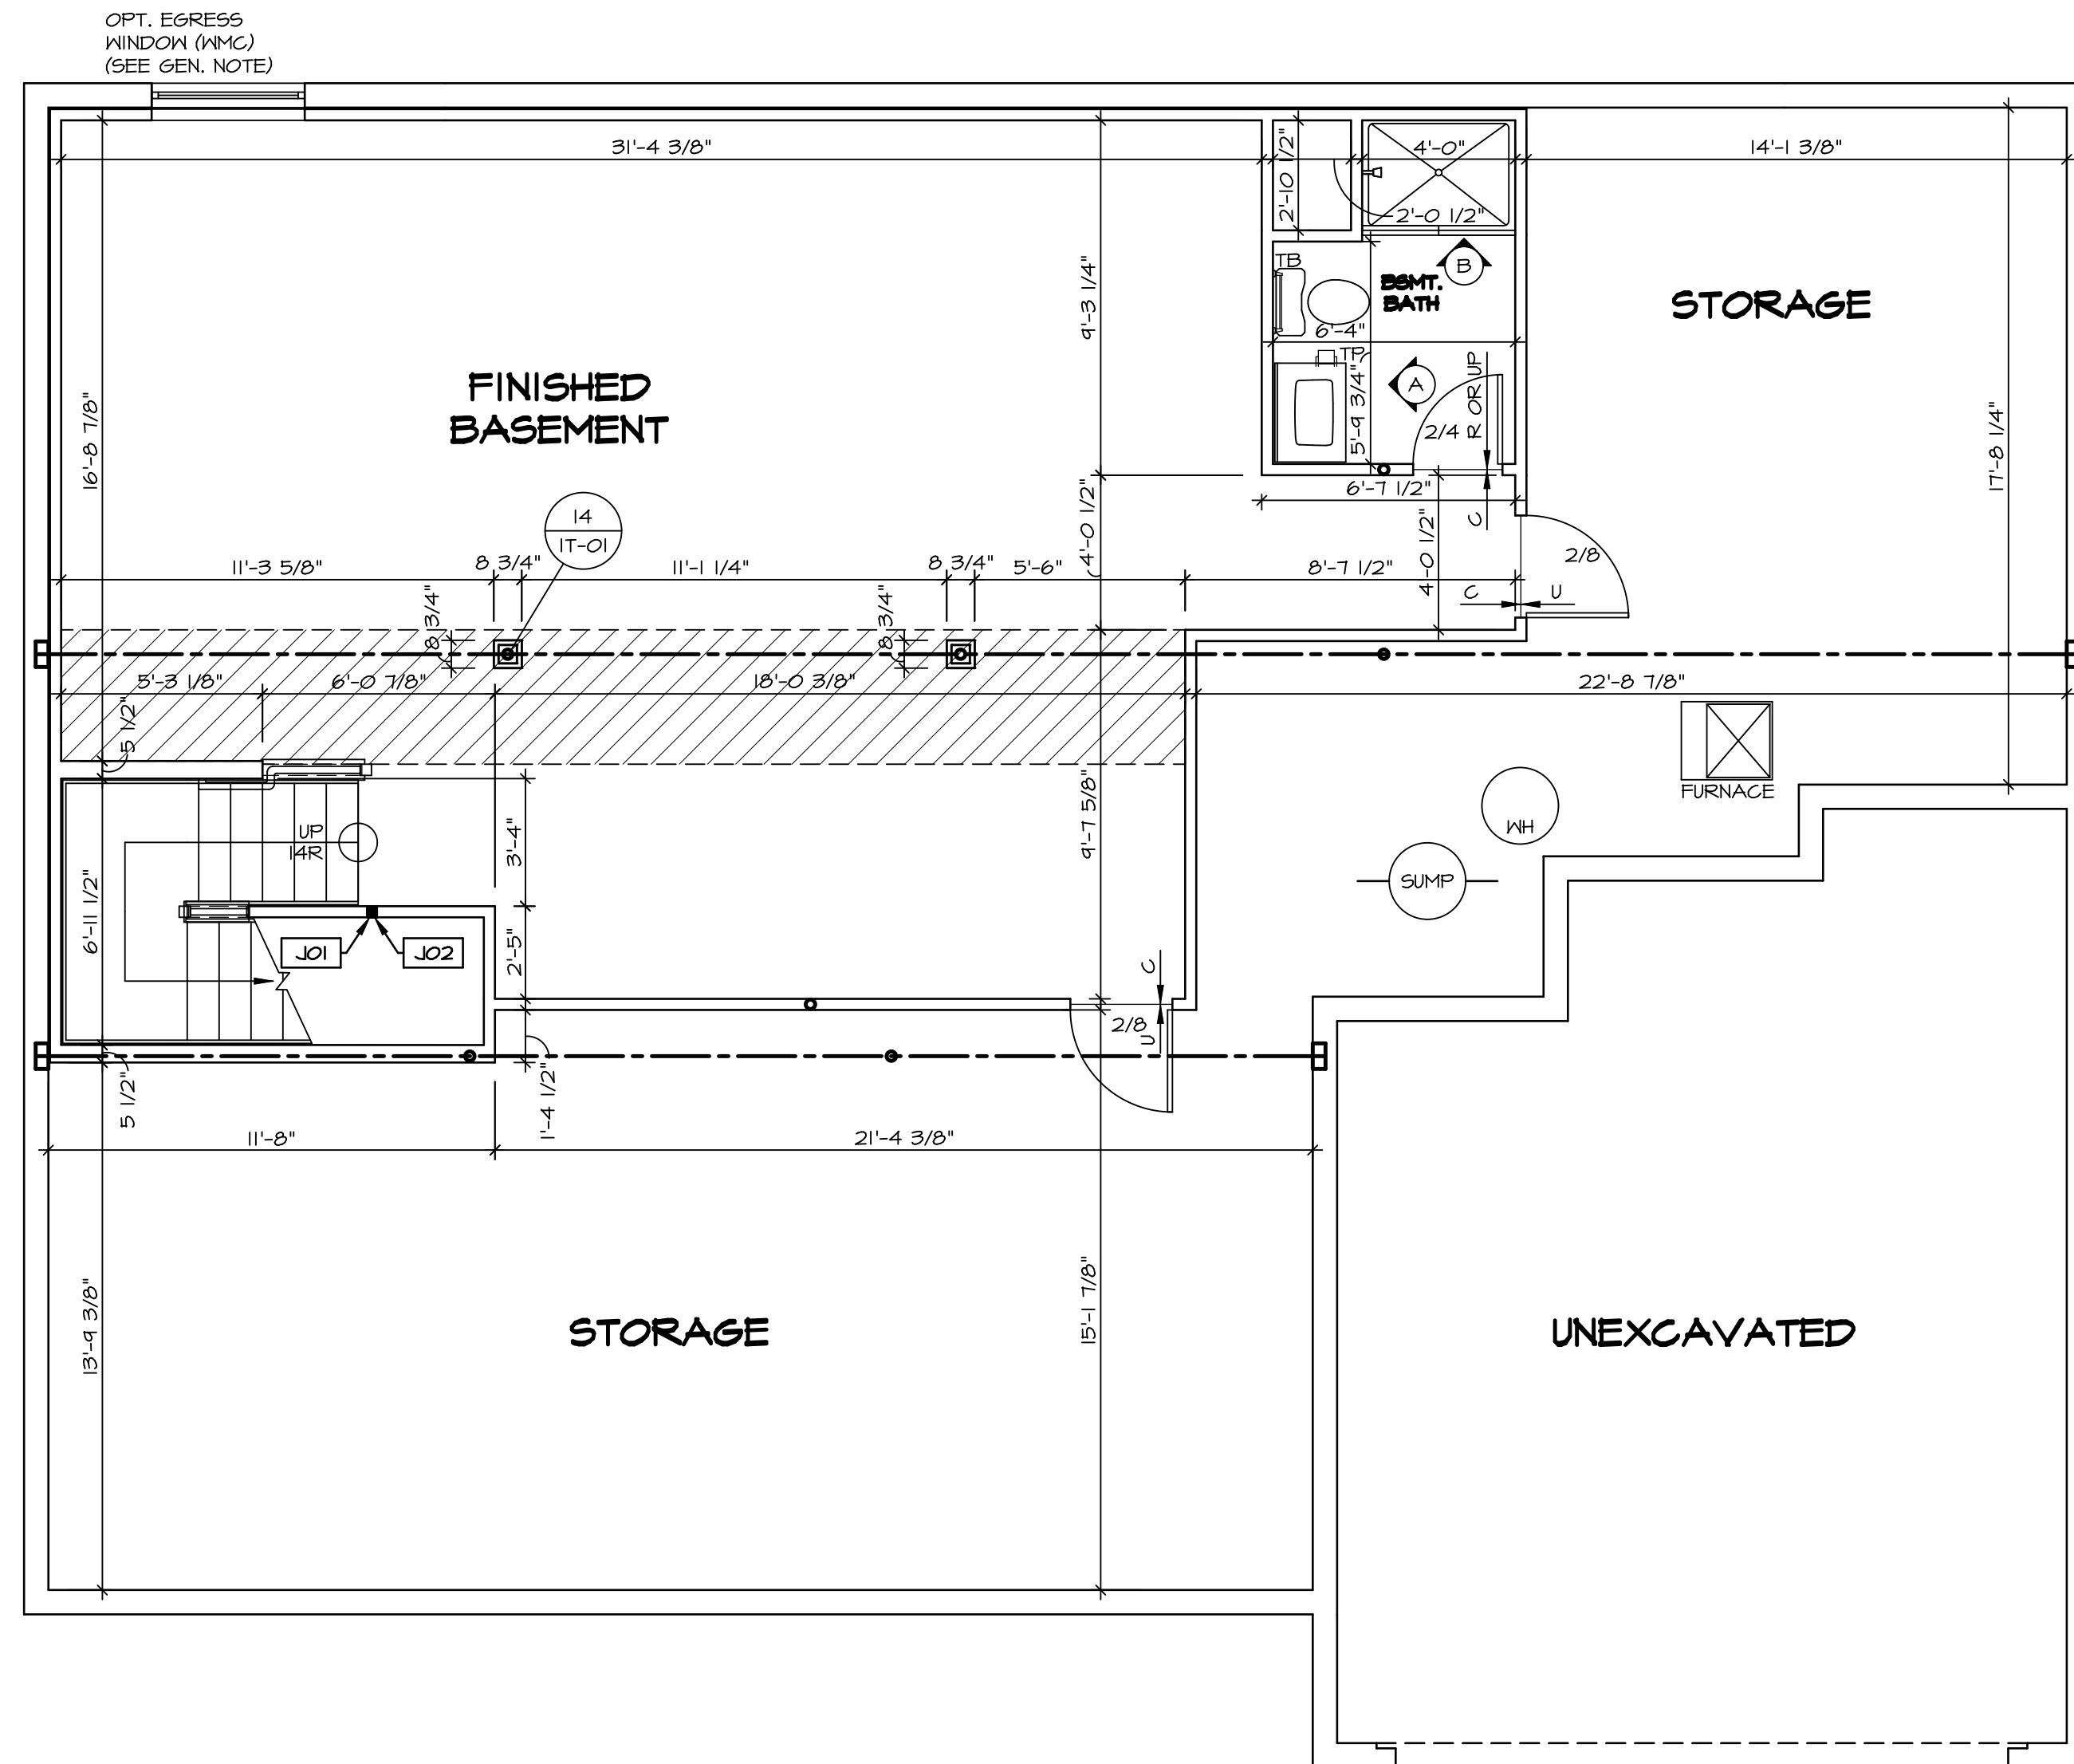 OPT. EGRESS
WINDOW (WMC)
(SEE GEN. NOTE)
31'-4 3/8"
2'-10 1/2"
4'-0"
14'-1 3/8"
2'-0 1/2"
TB
BSMT.
BATH
B
STORAGE
9'-3 1/4"
6'-4"
TP
A
5'-9 3/4"
2/4
R OR UP
FINISHED
BASEMENT
16'-8 7/8"
17'-8 1/4"
6'-7 1/2"
C
4'-0 1/2"
4'-0 1/2"
14
1T-01
2/8
11'-3 5/8"
8 3/4"
11'-1 1/4"
8 3/4"
5'-6"
8'-7 1/2"
C
U
8 3/4"
8 3/4"
5'-3 1/8"
6'-0 7/8"
18'-0 3/8"
22'-8 7/8"
5 1/2"
FURNACE
WH
SUMP
UP
14R
3'-4"
9'-7 5/8"
6'-11 1/2"
2'-5"
J01
J02
C
2/8
U
5 1/2"
1'-4 1/2"
11'-8"
21'-4 3/8"
13'-9 3/8"
15'-1 7/8"
STORAGE
UNEXCAVATED